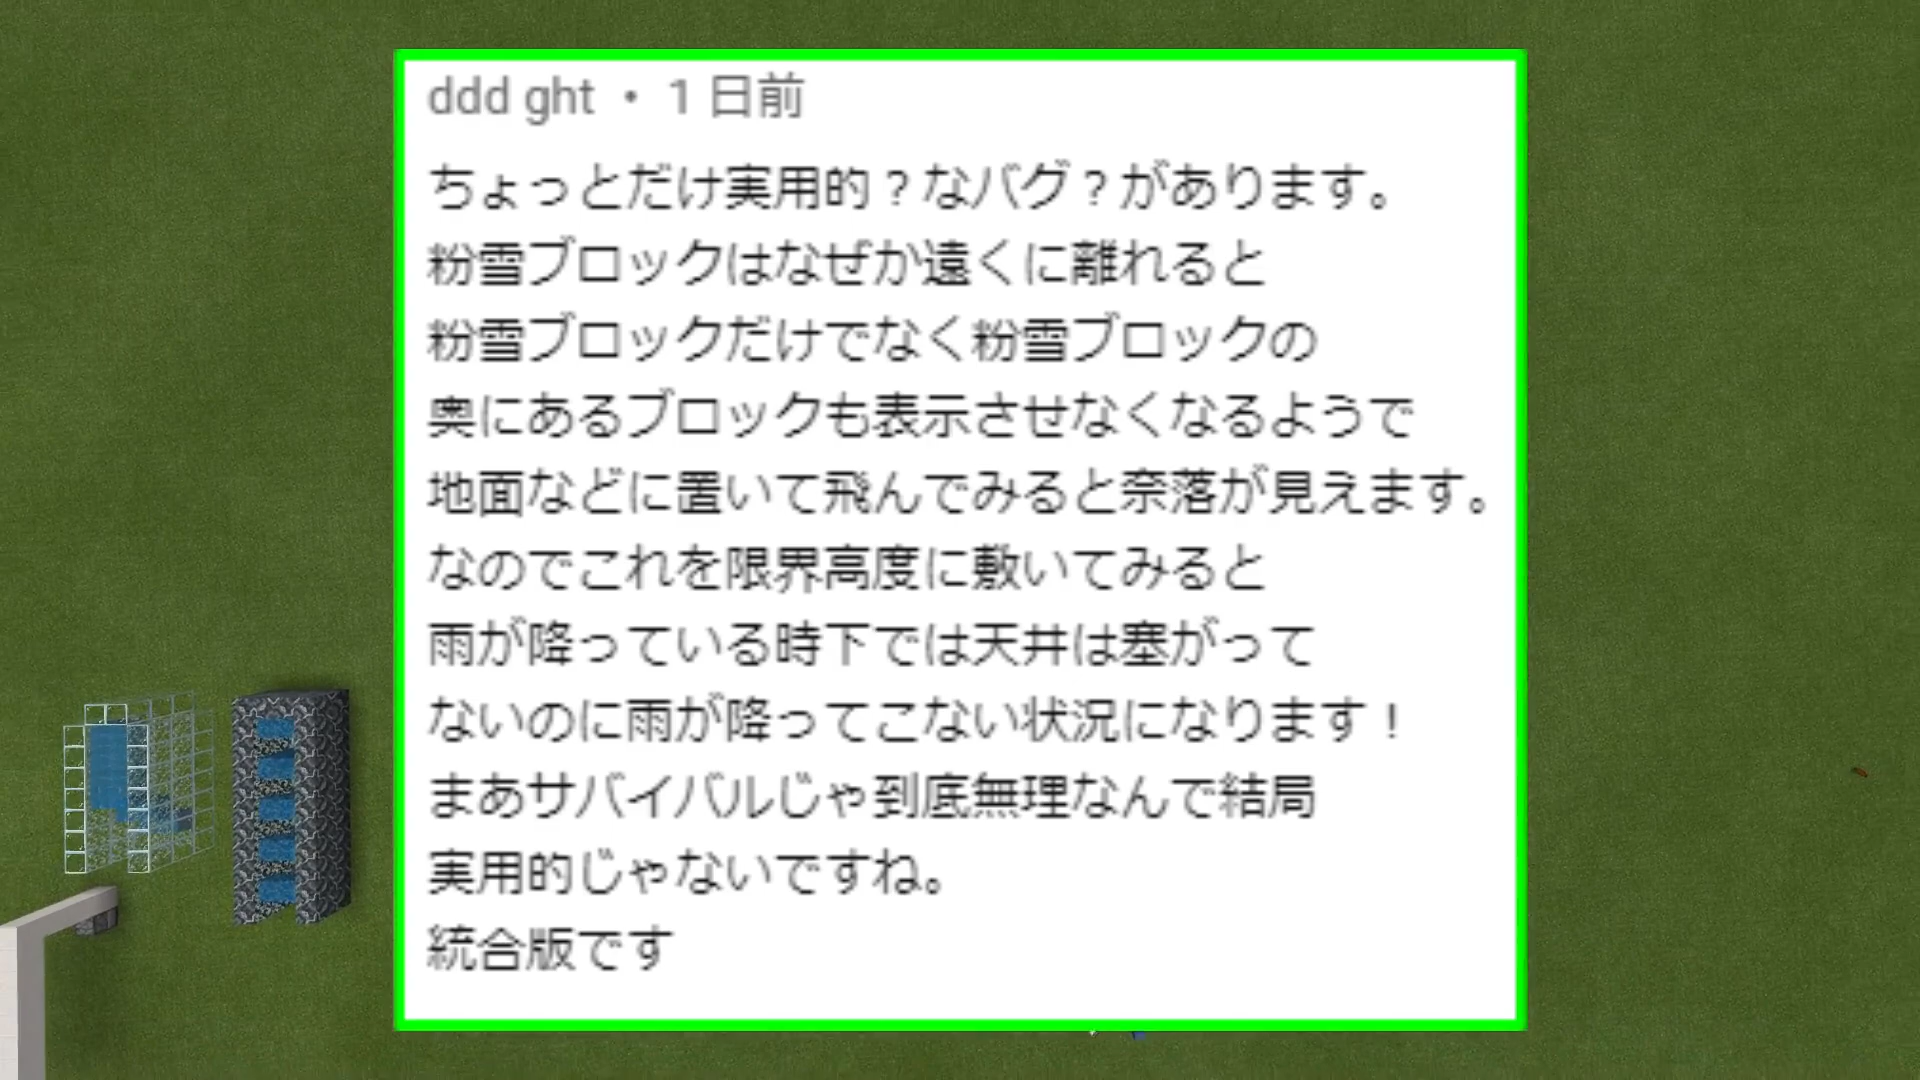 ddd ght • 1 日前
ちょっとだけ実用的？なバグ？があります。
粉雪ブロックはなぜか遠くに離れると
粉雪ブロックだけでなく粉雪ブロックの
奥にあるブロックも表示させなくなるようで
地面などに置いて飛んでみると奈落が見えます。
なのでこれを限界高度に敷いてみると
雨が降っている時下では天井は塞がって
ないのに雨が降ってこない状況になります！
まあサバイバルじゃ到底無理なんで結局
実用的じゃないですね。
統合版です